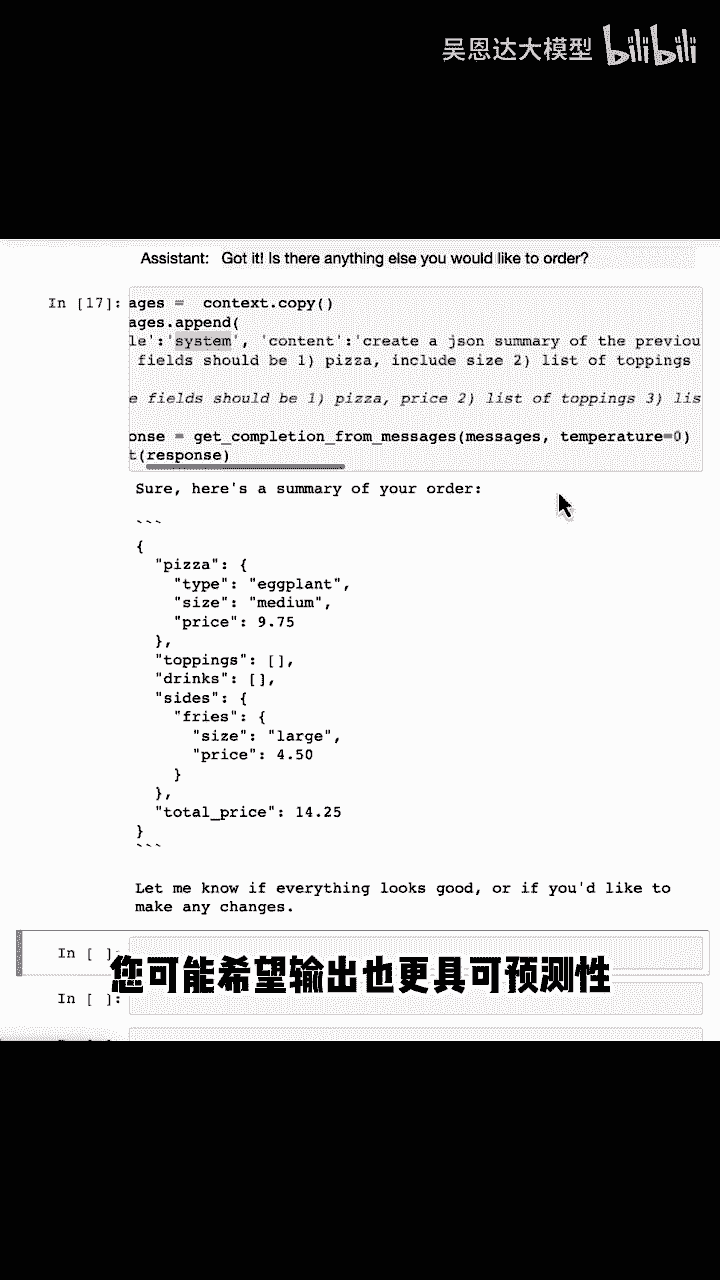 吴恩达大模型 bilibili
Assistant: Got it! Is there anything else you would like to order?
In [17]: ages = context.copy()
ages.append(
le':'system', 'content':'create a json summary of the previou
fields should be 1) pizza, include size 2) list of toppings
e fields should be 1) pizza, price 2) list of toppings 3) lis
onse = get_completion_from_messages(messages, temperature=0)
t(response)
Sure, here's a summary of your order:
```
{
"pizza": {
"type": "eggplant",
"size": "medium",
"price": 9.75
},
"toppings": [],
"drinks": [],
"sides": {
"fries": {
"size": "large",
"price": 4.50
}
},
"total_price": 14.25
}
```
Let me know if everything looks good, or if you'd like to
make any changes.
In [ ]:
您可能希望输出也更具可预测性
In [ ]: